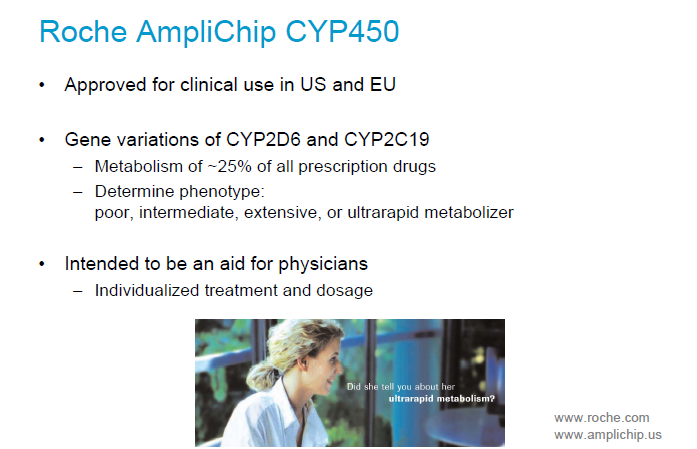 Roche AmpliChip CYP450
• Approved for clinical use in US and EU
• Gene variations of CYP2D6 and CYP2C19
– Metabolism of ~25% of all prescription drugs
– Determine phenotype:
poor, intermediate, extensive, or ultrarapid metabolizer
• Intended to be an aid for physicians
– Individualized treatment and dosage
Did she tell you about her
ultrarapid metabolism?
www.roche.com
www.amplichip.us